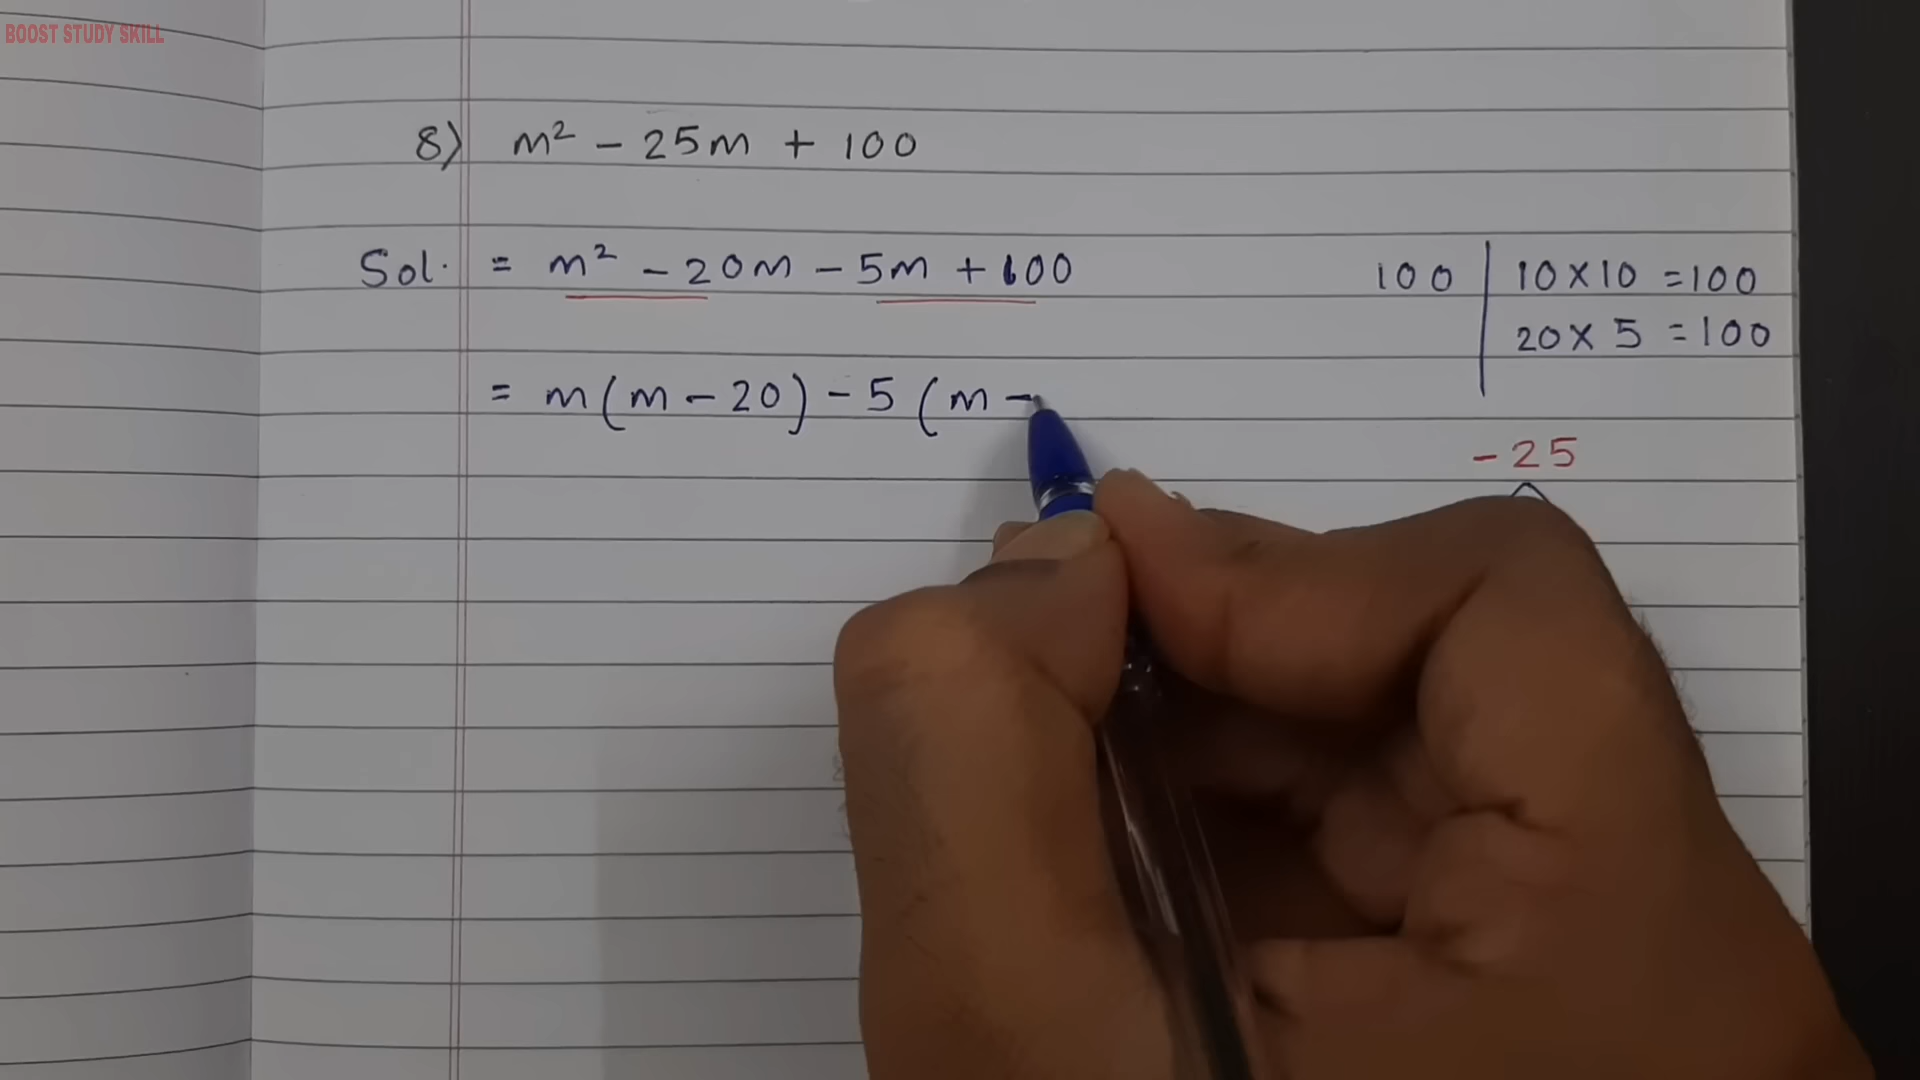 BOOST STUDY SKILL
8) m² - 25m + 100
Sol. = m² - 20m - 5m + 100
= m(m - 20) - 5 (m -
100 | 10 × 10 = 100
20 × 5 = 100
- 25